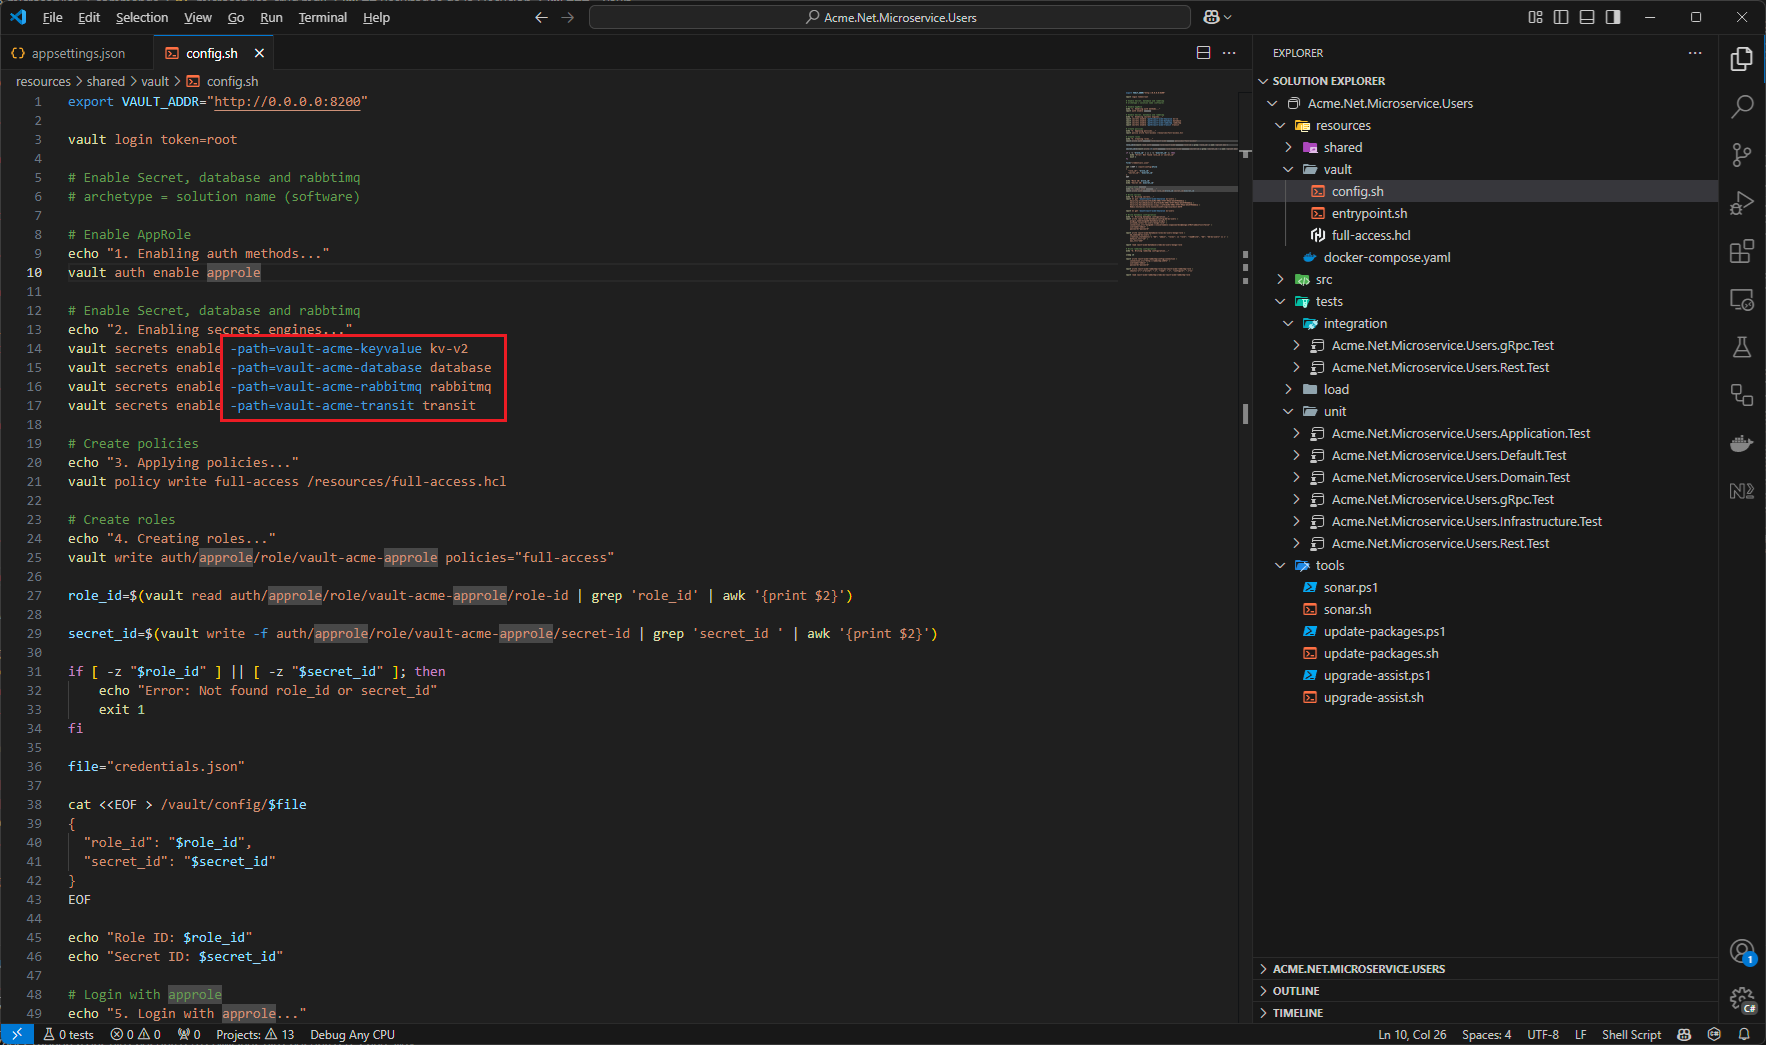 File Edit Selection View Go Run Terminal Help
Acme.Net.Microservice.Users
appsettings.json
config.sh
resources > shared > vault > config.sh
1 export VAULT_ADDR="http://0.0.0.0:8200"
2
3 vault login token=root
4
5 # Enable Secret, database and rabbtimq
6 # archetype = solution name (software)
7
8 # Enable AppRole
9 echo "1. Enabling auth methods..."
10 vault auth enable approle
11
12 # Enable Secret, database and rabbtimq
13 echo "2. Enabling secrets engines..."
14 vault secrets enable -path=vault-acme-keyvalue kv-v2
15 vault secrets enable -path=vault-acme-database database
16 vault secrets enable -path=vault-acme-rabbitmq rabbitmq
17 vault secrets enable -path=vault-acme-transit transit
18
19 # Create policies
20 echo "3. Applying policies..."
21 vault policy write full-access /resources/full-access.hcl
22
23 # Create roles
24 echo "4. Creating roles..."
25 vault write auth/approle/role/vault-acme-approle policies="full-access"
26
27 role_id=$(vault read auth/approle/role/vault-acme-approle/role-id | grep 'role_id' | awk '{print $2}')
28
29 secret_id=$(vault write -f auth/approle/role/vault-acme-approle/secret-id | grep 'secret_id ' | awk '{print $2}')
30
31 if [ -z "$role_id" ] || [ -z "$secret_id" ]; then
32 echo "Error: Not found role_id or secret_id"
33 exit 1
34 fi
35
36 file="credentials.json"
37
38 cat <<EOF > /vault/config/$file
39 {
40 "role_id": "$role_id",
41 "secret_id": "$secret_id"
42 }
43 EOF
44
45 echo "Role ID: $role_id"
46 echo "Secret ID: $secret_id"
47
48 # Login with approle
49 echo "5. Login with approle..."
EXPLORER
SOLUTION EXPLORER
Acme.Net.Microservice.Users
resources
shared
vault
config.sh
entrypoint.sh
full-access.hcl
docker-compose.yaml
src
tests
integration
Acme.Net.Microservice.Users.gRpc.Test
Acme.Net.Microservice.Users.Rest.Test
load
unit
Acme.Net.Microservice.Users.Application.Test
Acme.Net.Microservice.Users.Default.Test
Acme.Net.Microservice.Users.Domain.Test
Acme.Net.Microservice.Users.gRpc.Test
Acme.Net.Microservice.Users.Infrastructure.Test
Acme.Net.Microservice.Users.Rest.Test
tools
sonar.ps1
sonar.sh
update-packages.ps1
update-packages.sh
upgrade-assist.ps1
upgrade-assist.sh
ACME.NET.MICROSERVICE.USERS
OUTLINE
TIMELINE
1
C#
0 tests 0 0 0 Projects: 13 Debug Any CPU
Ln 10, Col 26 Spaces: 4 UTF-8 LF Shell Script